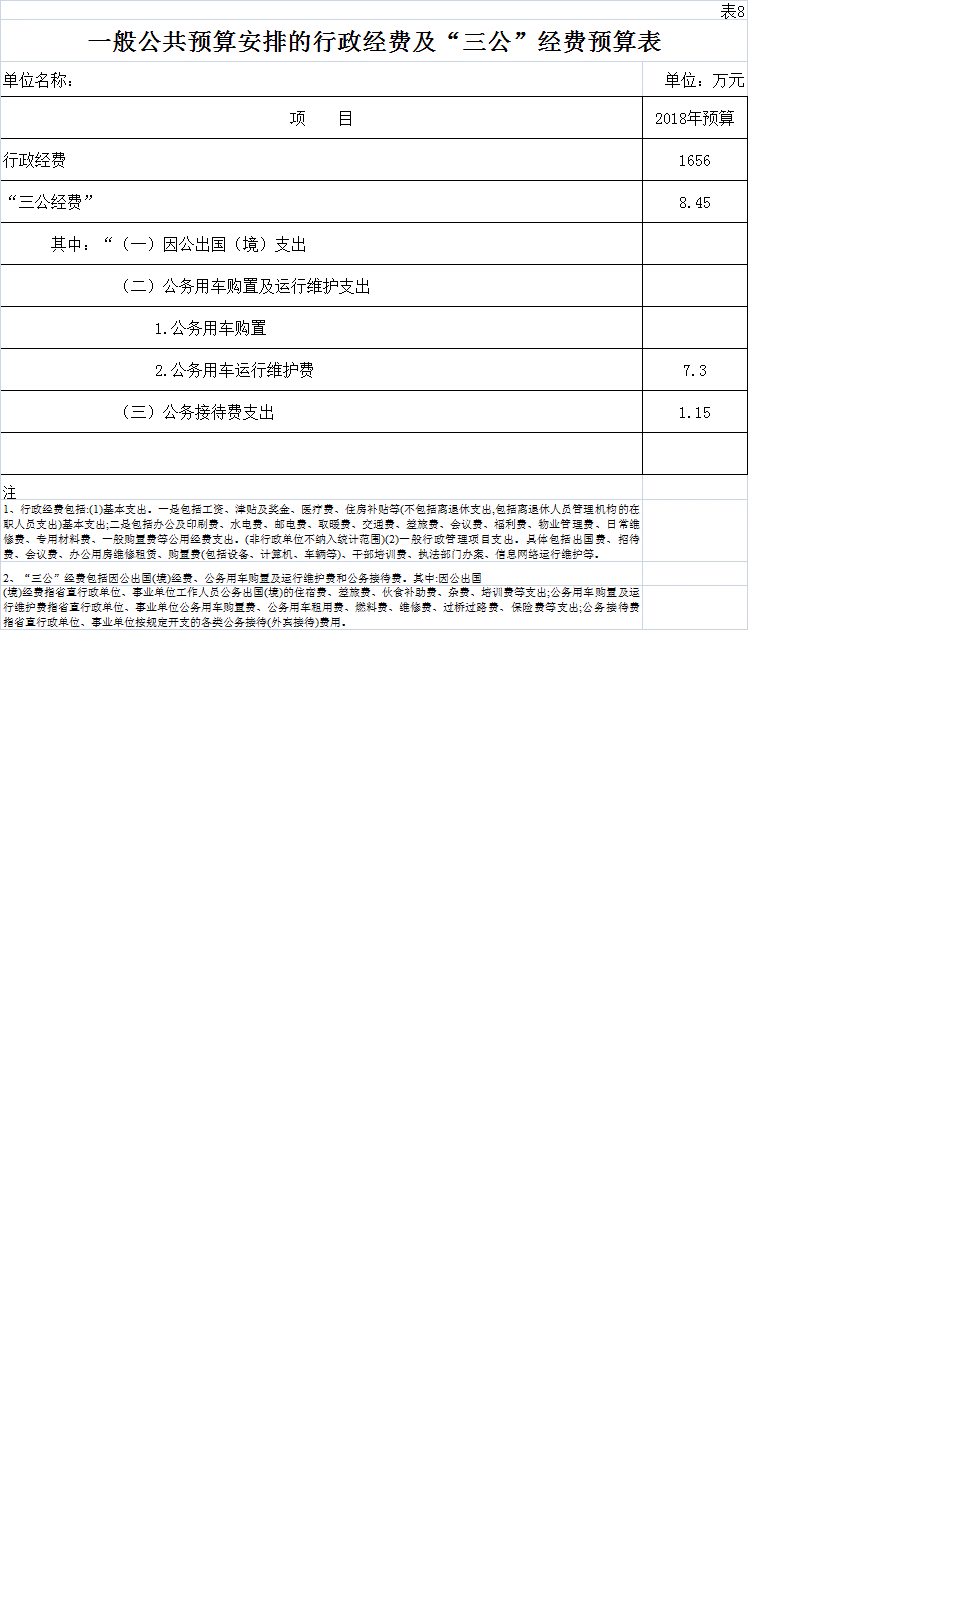 表8
一般公共预算安排的行政经费及“三公”经费预算表
单位名称：
单位：万元
项　　目
2018年预算
行政经费
1656
“三公经费”
8.45
其中：“（一）因公出国（境）支出
（二）公务用车购置及运行维护支出
1.公务用车购置
2.公务用车运行维护费
7.3
（三）公务接待费支出
1.15
注
1、行政经费包括:(1)基本支出。一是包括工资、津贴及奖金、医疗费、住房补贴等(不包括离退休支出,包括离退休人员管理机构的在
职人员支出)基本支出;二是包括办公及印刷费、水电费、邮电费、取暖费、交通费、差旅费、会议费、福利费、物业管理费、日常维
修费、专用材料费、一般购置费等公用经费支出。(非行政单位不纳入统计范围)(2)一般行政管理项目支出。具体包括出国费、招待
费、会议费、办公用房维修租赁、购置费(包括设备、计算机、车辆等)、干部培训费、执法部门办案、信息网络运行维护等。
2、“三公”经费包括因公出国(境)经费、公务用车购置及运行维护费和公务接待费。其中:因公出国
(境)经费指省直行政单位、事业单位工作人员公务出国(境)的住宿费、差旅费、伙食补助费、杂费、培训费等支出;公务用车购置及运
行维护费指省直行政单位、事业单位公务用车购置费、公务用车租用费、燃料费、维修费、过桥过路费、保险费等支出;公务接待费
指省直行政单位、事业单位按规定开支的各类公务接待(外宾接待)费用。